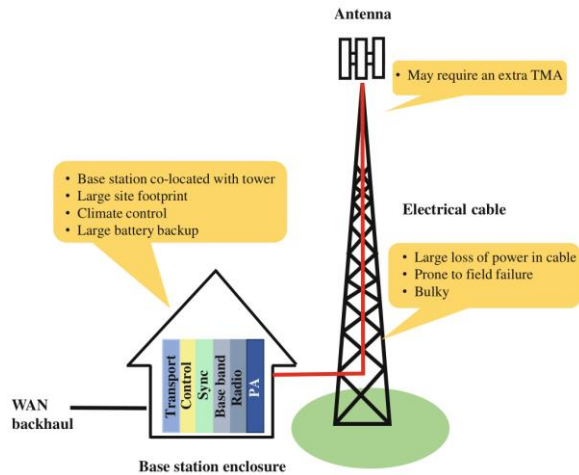 Antenna
• May require an extra TMA
• Base station co-located with tower
• Large site footprint
• Climate control
• Large battery backup
Electrical cable
• Large loss of power in cable
• Prone to field failure
• Bulky
Transport
Control
Sync
Base band
Radio
PA
WAN
backhaul
Base station enclosure